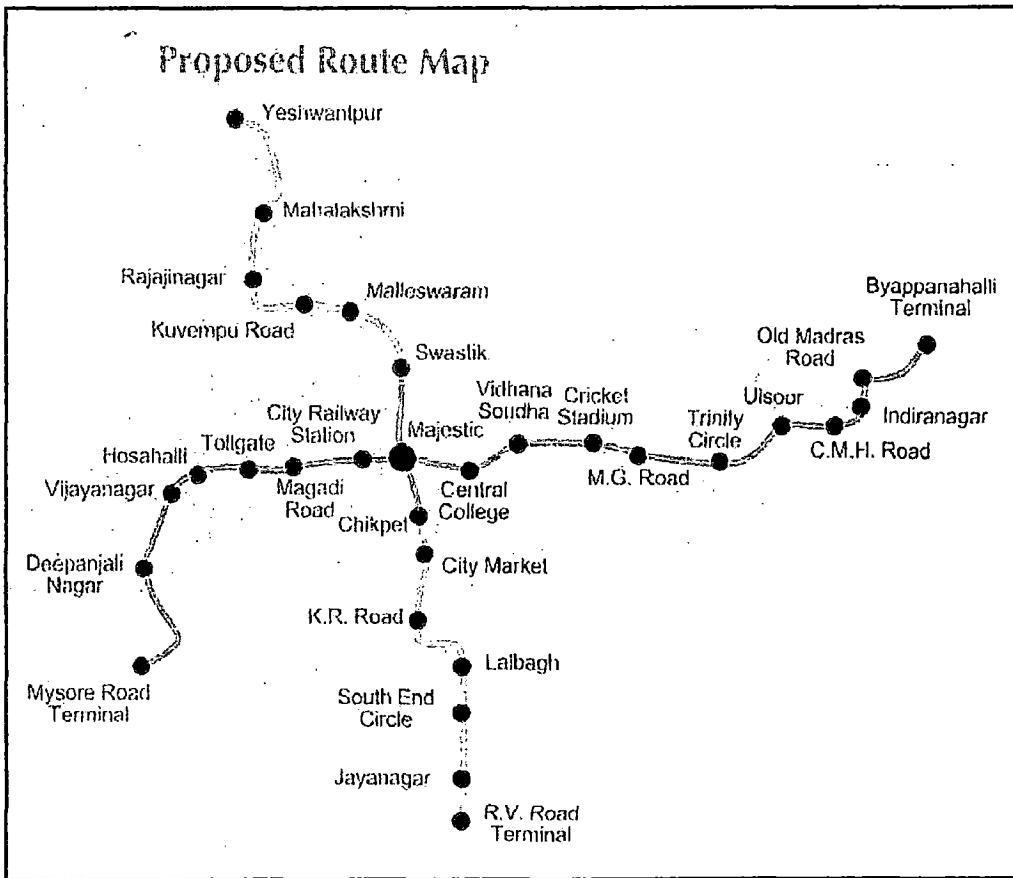 Proposed Route Map
Yeshwantpur
Mahalakshmi
Rajajinagar
Kuvempu Road
Malleswaram
Swastik
Byappanahalli
Terminal
Old Madras
Road
Ulsoor
Indiranagar
C.M.H. Road
Trinity
Circle
M.G. Road
Cricket
Stadium
Vidhana
Soudha
Central
College
Majestic
City Railway
Station
Magadi
Road
Tollgate
Hosahalli
Vijayanagar
Deepanjali
Nagar
Mysore Road
Terminal
Chikpet
City Market
K.R. Road
Lalbagh
South End
Circle
Jayanagar
R.V. Road
Terminal